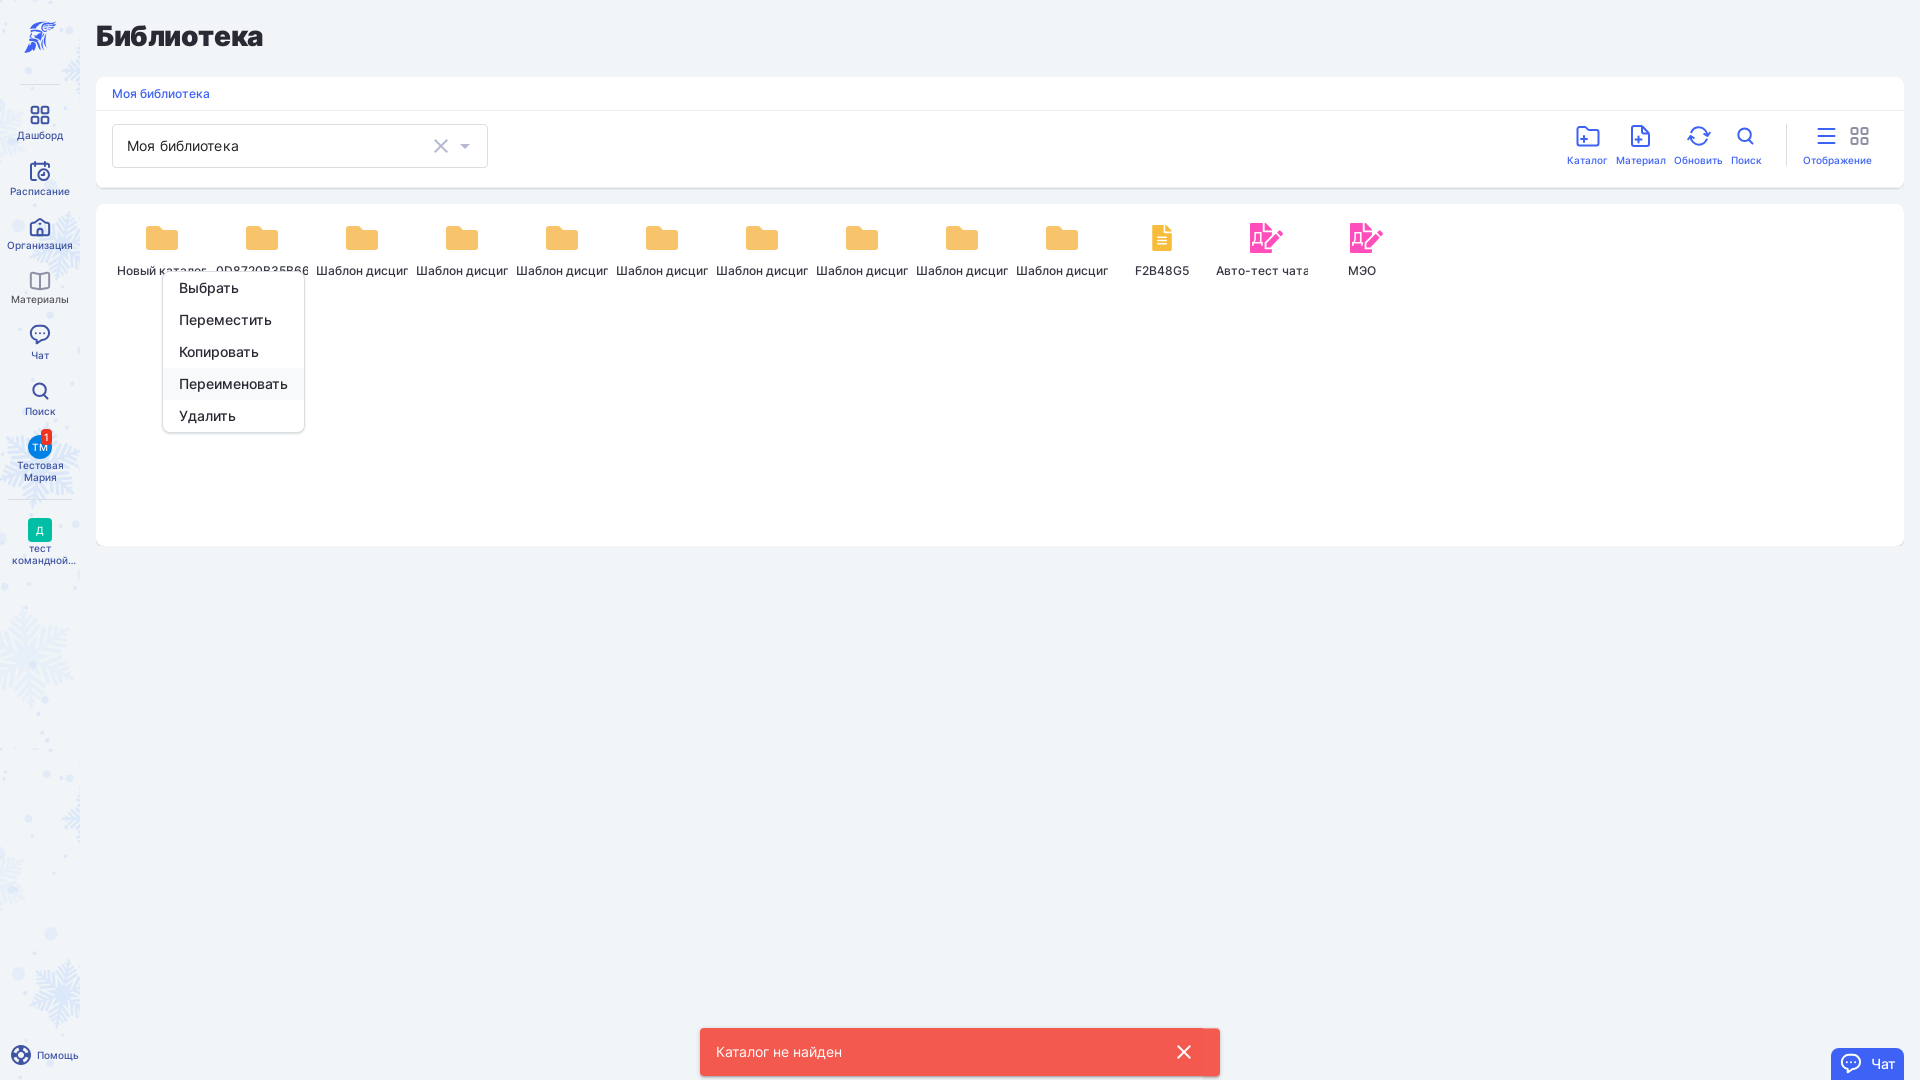 Библиотека
Моя библиотека
Моя библиотека
Каталог
Материал
Обновить
Поиск
Отображение
Дашборд
Расписание
Организация
Материалы
Чат
Поиск
ТМ
1
Тестовая
Мария
Д
тест
командной...
Помощь
Новый каталог
0D8720B35B66
Шаблон дисцип
Шаблон дисцип
Шаблон дисцип
Шаблон дисцип
Шаблон дисцип
Шаблон дисцип
Шаблон дисцип
Шаблон дисцип
F2B48G5
Авто-тест чата
МЭО
Выбрать
Переместить
Копировать
Переименовать
Удалить
Каталог не найден
Чат